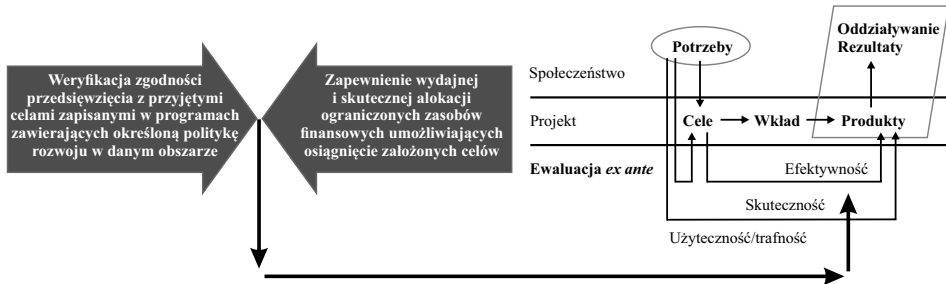 Weryfikacja zgodności
przedsięwzięcia z przyjętymi
celami zapisanymi w programach
zawierających określoną politykę
rozwoju w danym obszarze
Zapewnienie wydajnej
i skutecznej alokacji
ograniczonych zasobów
finansowych umożliwiających
osiągnięcie założonych celów
Potrzeby
Oddziaływanie
Rezultaty
Społeczeństwo
Projekt
Cele
Wkład
Produkty
Ewaluacja ex ante
Efektywność
Skuteczność
Użyteczność/trafność